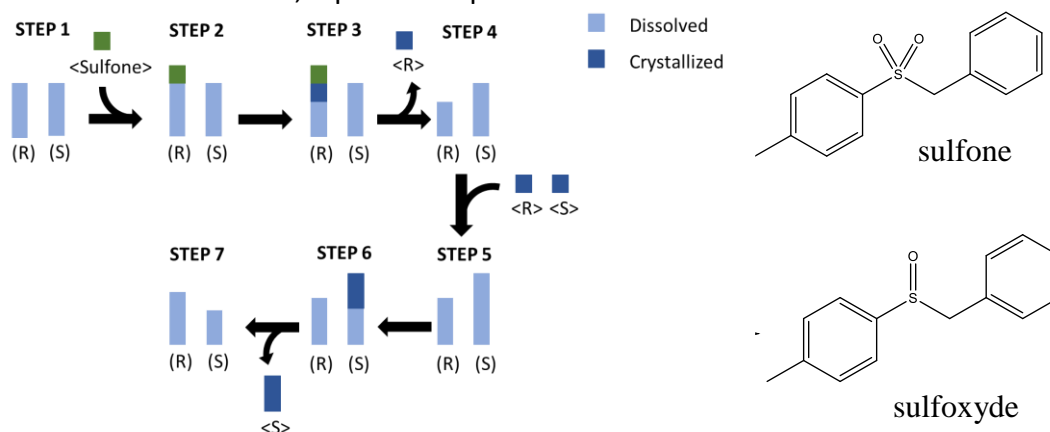 STEP 1
STEP 2
STEP 3
STEP 4
<Sulfone>
<R>
(R) (S)
(R) (S)
(R) (S)
(R) (S)
<R> <S>
STEP 7
STEP 6
STEP 5
(R) (S)
(R) (S)
(R) (S)
<S>
Dissolved
Crystallized
O
O
S
sulfone
O
S
sulfoxyde